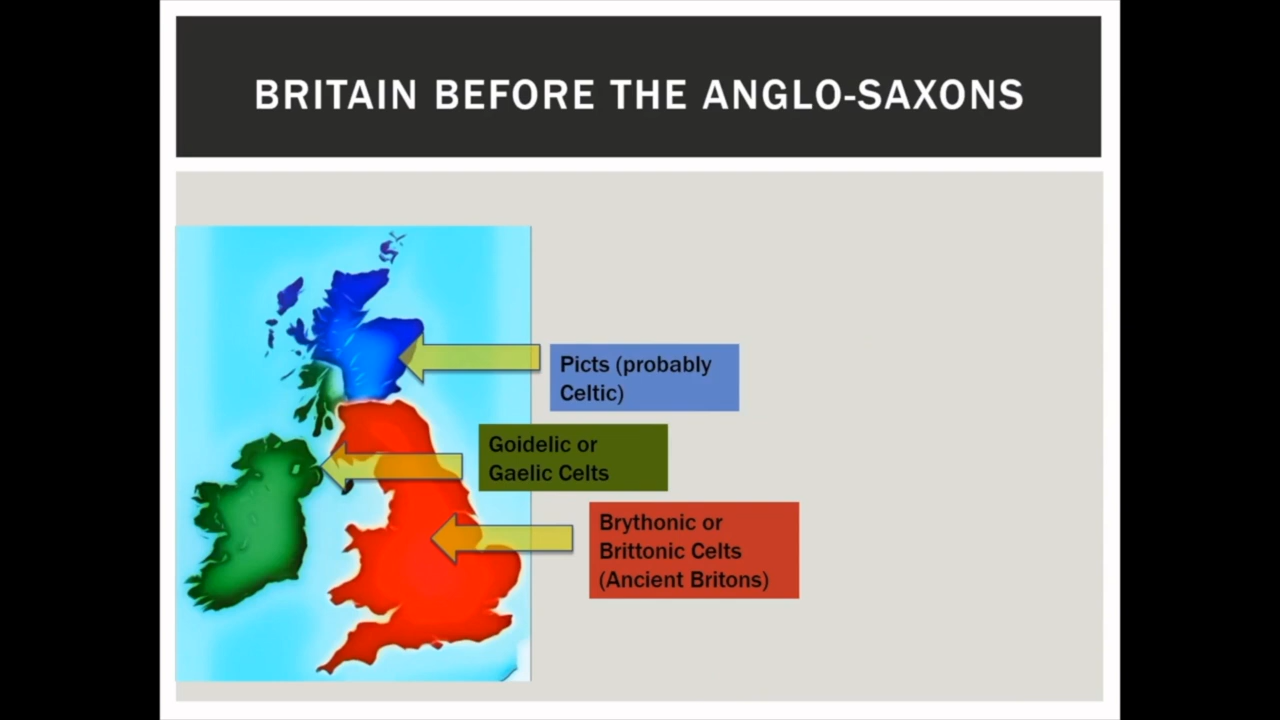 BRITAIN BEFORE THE ANGLO-SAXONS
Picts (probably
Celtic)
Goidelic or
Gaelic Celts
Brythonic or
Brittonic Celts
(Ancient Britons)